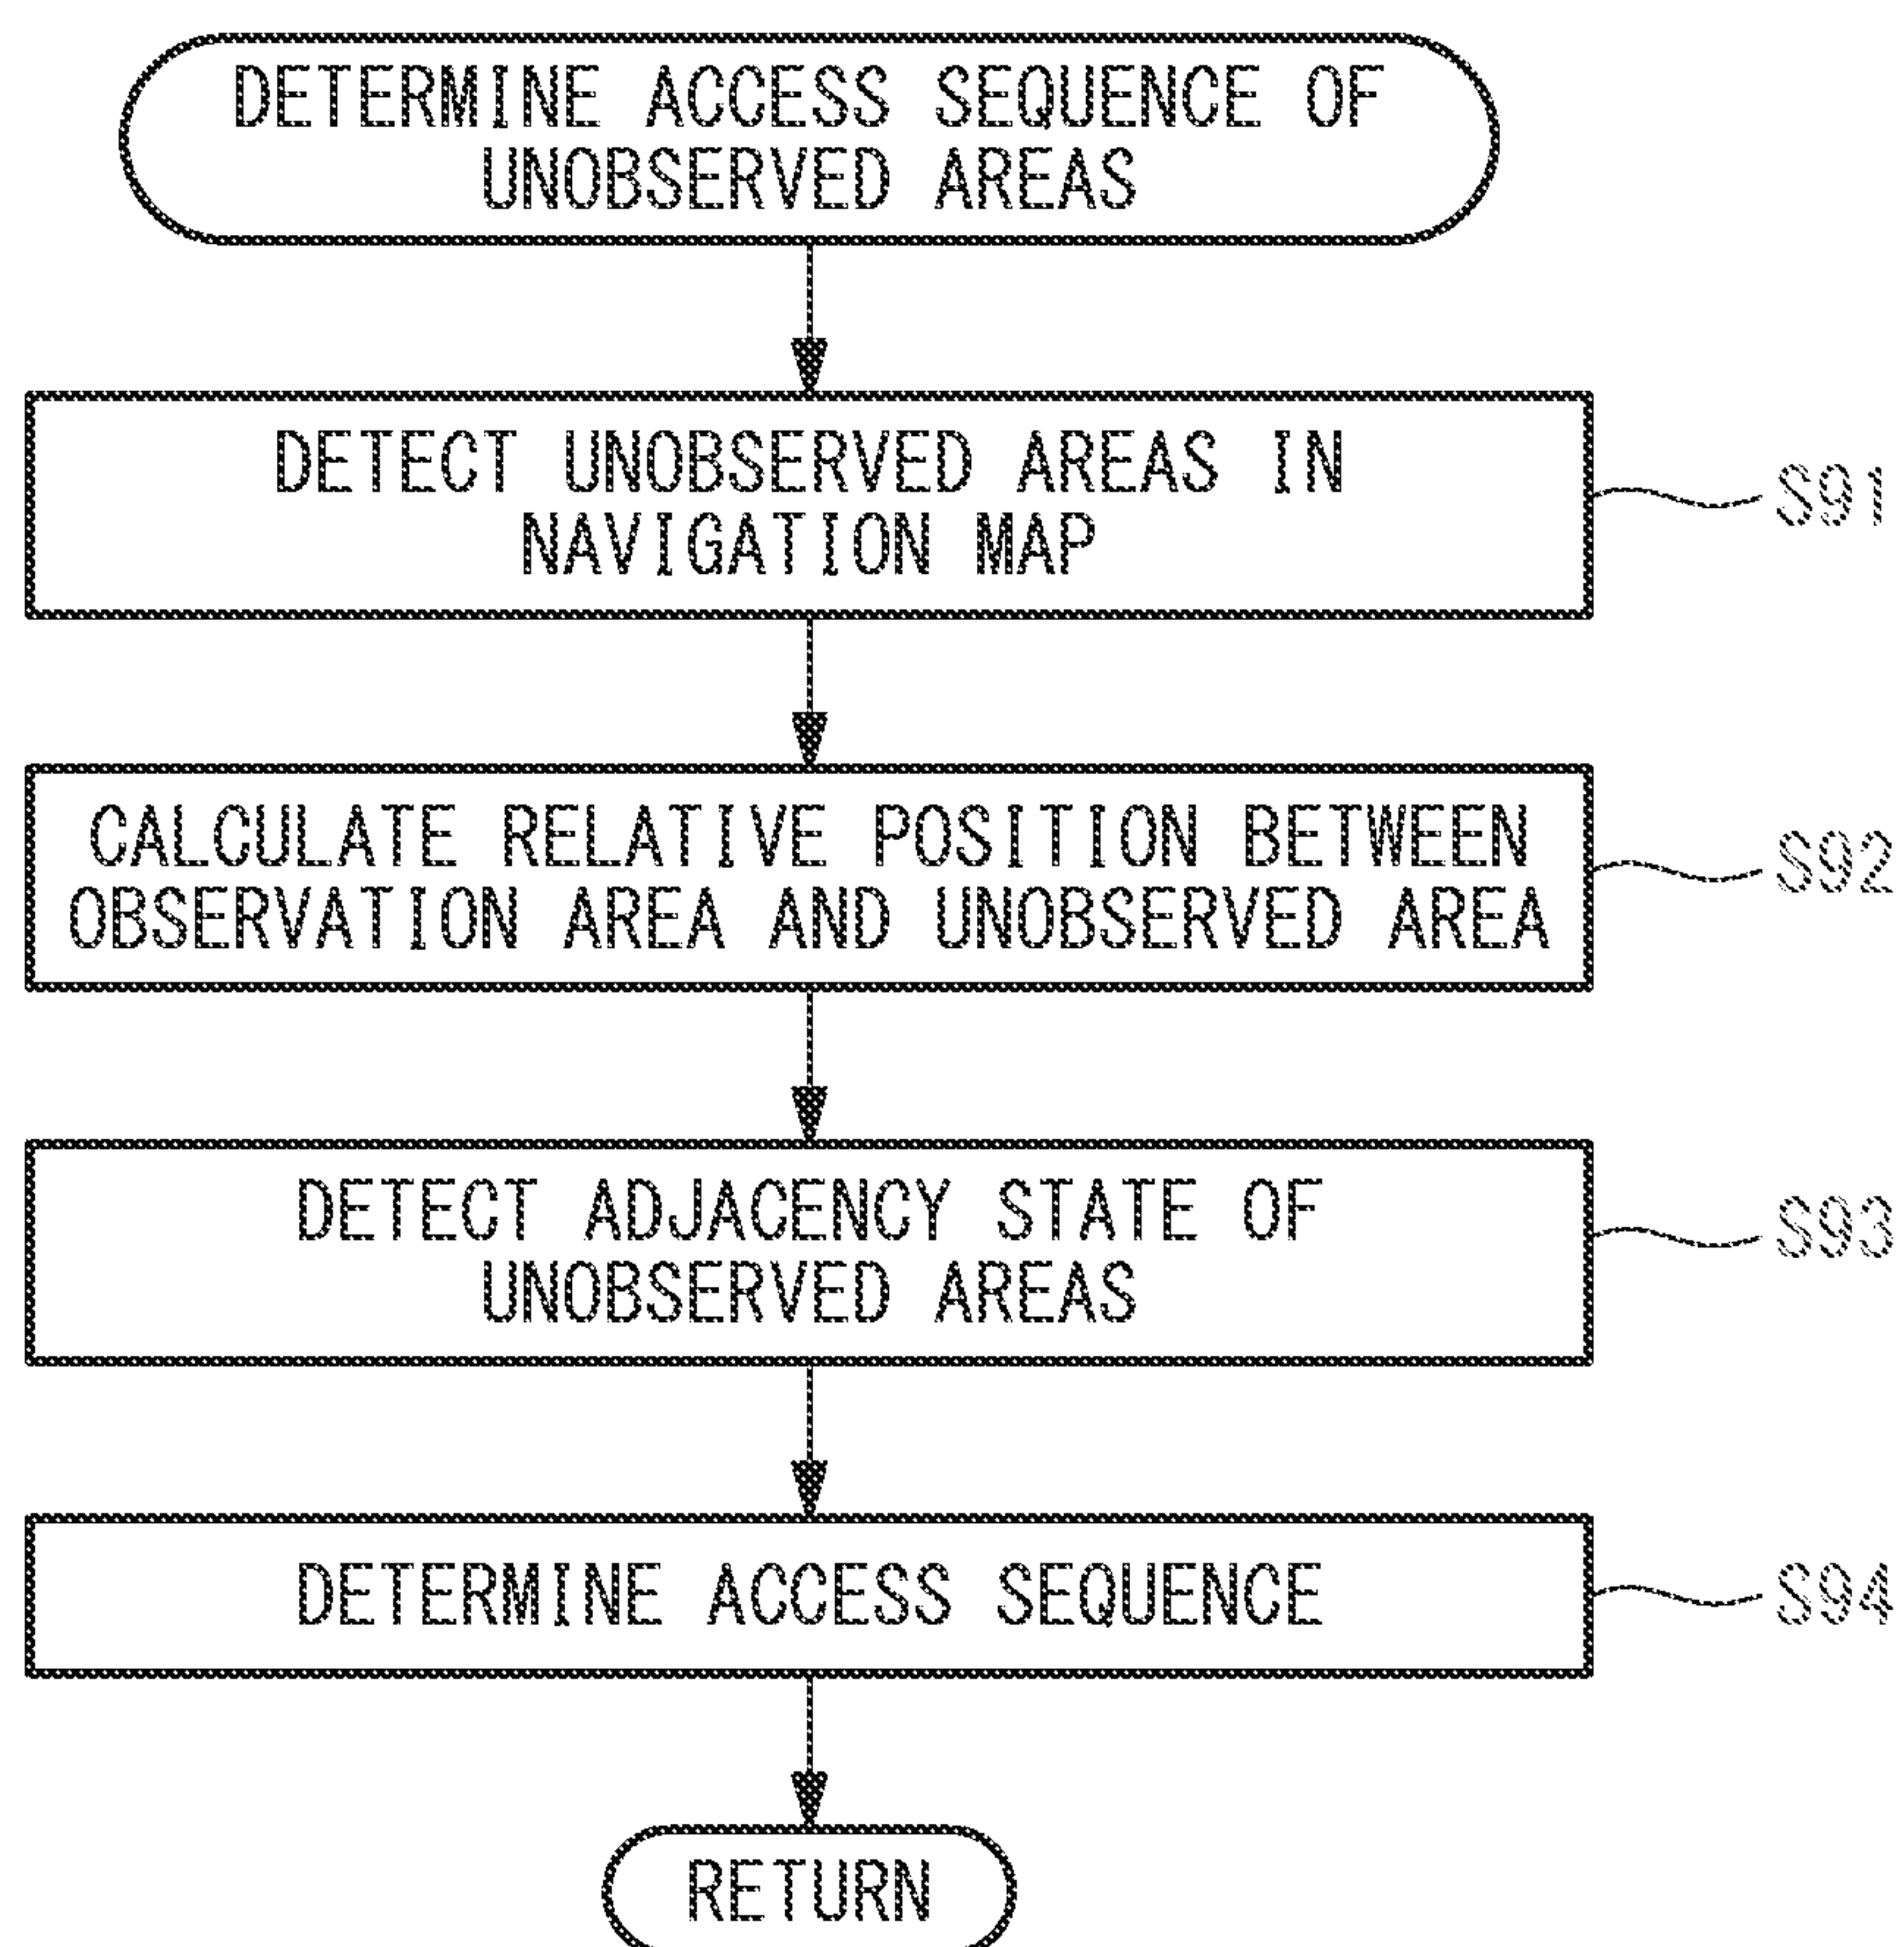 DETERMINE ACCESS SEQUENCE OF
UNOBSERVED AREAS
DETECT UNOBSERVED AREAS IN
NAVIGATION MAP
S91
CALCULATE RELATIVE POSITION BETWEEN
OBSERVATION AREA AND UNOBSERVED AREA
S92
DETECT ADJACENCY STATE OF
UNOBSERVED AREAS
S93
DETERMINE ACCESS SEQUENCE
S94
RETURN